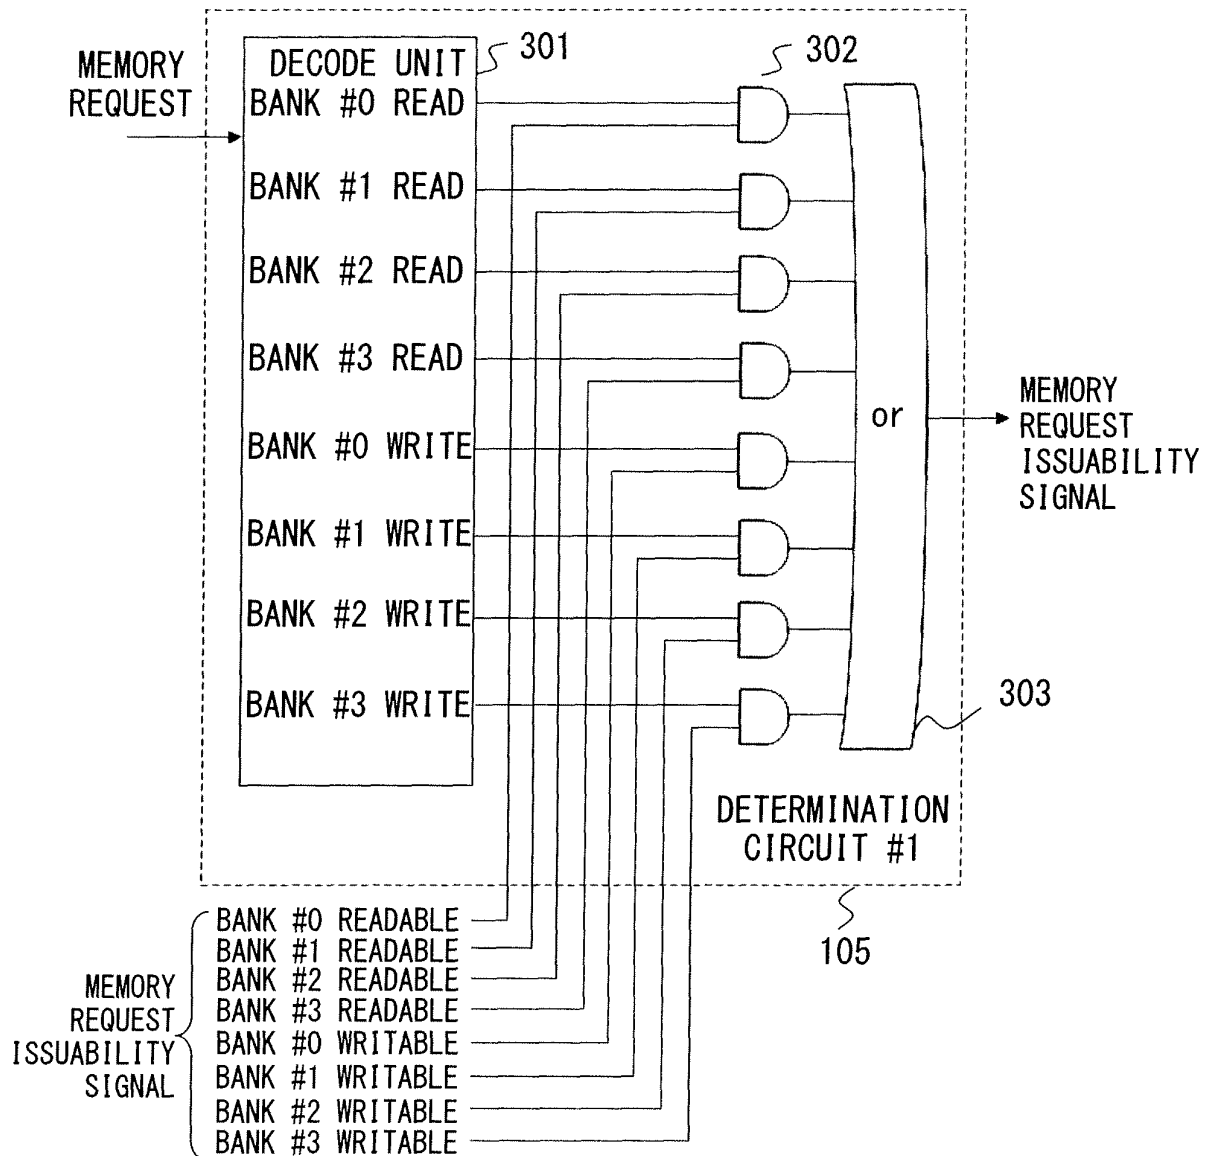 MEMORY
REQUEST
DECODE UNIT
301
302
BANK #0 READ
BANK #1 READ
BANK #2 READ
BANK #3 READ
BANK #0 WRITE
BANK #1 WRITE
BANK #2 WRITE
BANK #3 WRITE
or
MEMORY
REQUEST
ISSUABILITY
SIGNAL
303
DETERMINATION
CIRCUIT #1
105
MEMORY
REQUEST
ISSUABILITY
SIGNAL
BANK #0 READABLE
BANK #1 READABLE
BANK #2 READABLE
BANK #3 READABLE
BANK #0 WRITABLE
BANK #1 WRITABLE
BANK #2 WRITABLE
BANK #3 WRITABLE